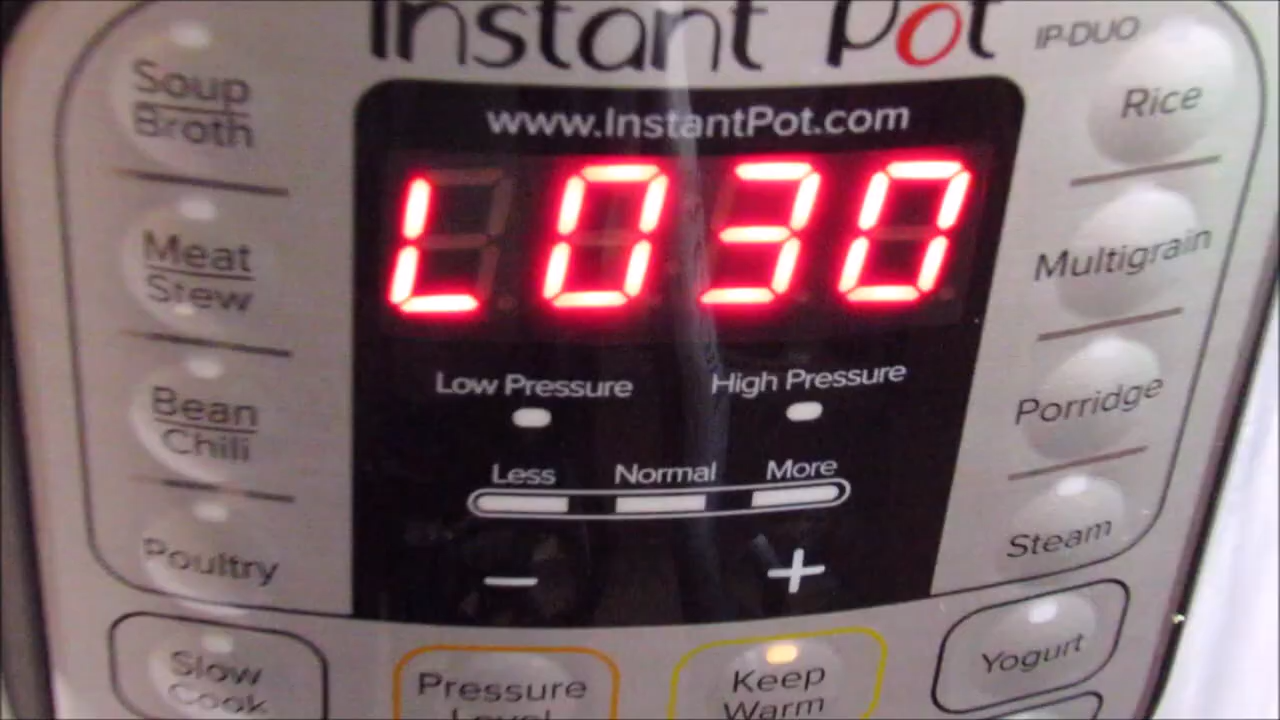 Instant Pot
IP-DUO
www.InstantPot.com
L030
Low Pressure
High Pressure
Less
Normal
More
−
+
Soup
Broth
Meat
Stew
Bean
Chili
Poultry
Slow
Cook
Pressure
Level
Keep
Warm
Rice
Multigrain
Porridge
Steam
Yogurt